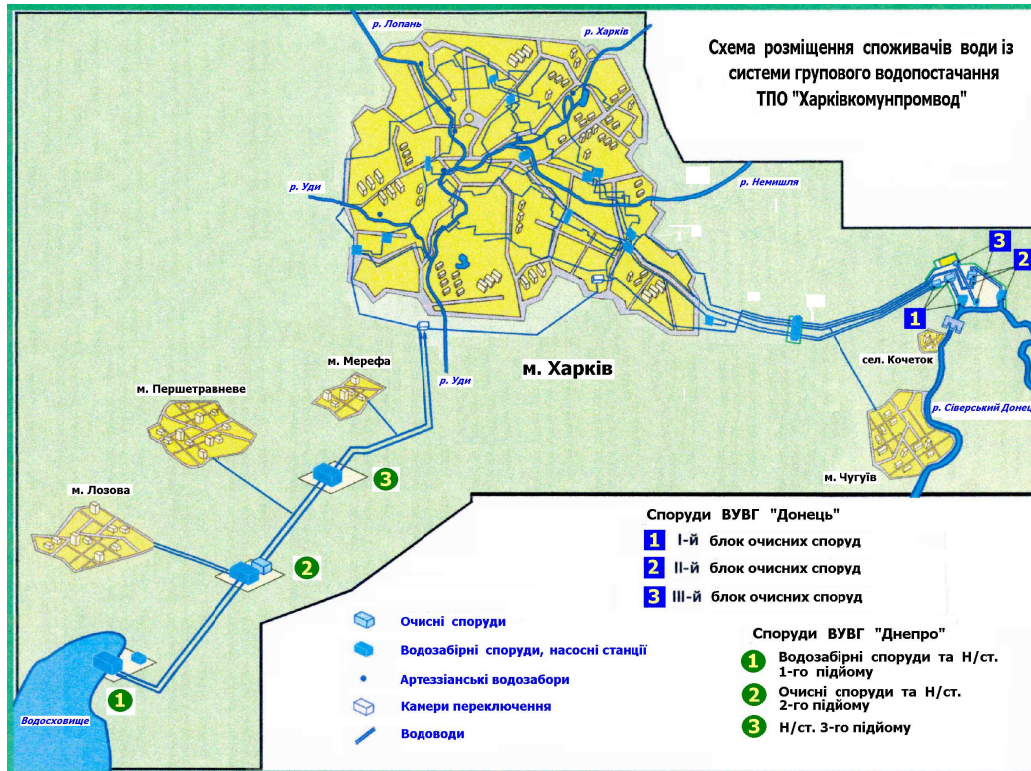 р. Лопань
р. Харків
Схема розміщення споживачів води із
системи групового водопостачання
ТПО "Харківкомунпромвод"
р. Уди
р. Немишля
3
2
1
сел. Кочеток
м. Мерефа
м. Харків
р. Уди
м. Першетравневе
р. Сіверський Донец
м. Чугуїв
3
м. Лозова
2
1
Водосховище
Очисні споруди
Водозабірні споруди, насосні станції
Артеззіанські водозабори
Камери переключення
Водоводи
Споруди ВУВГ "Донець"
1 І-й блок очисних споруд
2 ІІ-й блок очисних споруд
3 ІІІ-й блок очисних споруд
Споруди ВУВГ "Днепро"
1 Водозабірні споруди та Н/ст.
1-го підйому
2 Очисні споруди та Н/ст.
2-го підйому
3 Н/ст. 3-го підйому